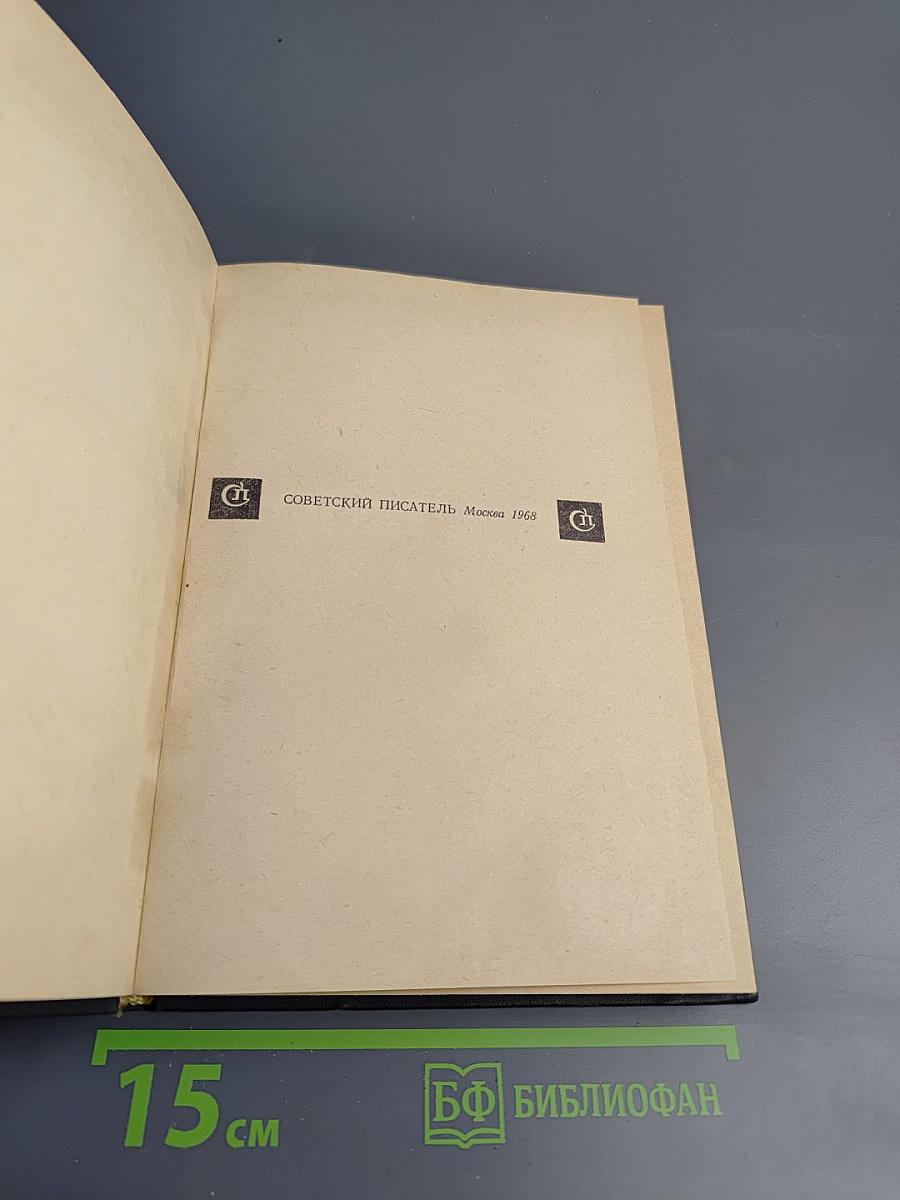 СП СОВЕТСКИЙ ПИСАТЕЛЬ Москва 1968 СП
15 см
БФ БИБЛИОФАН